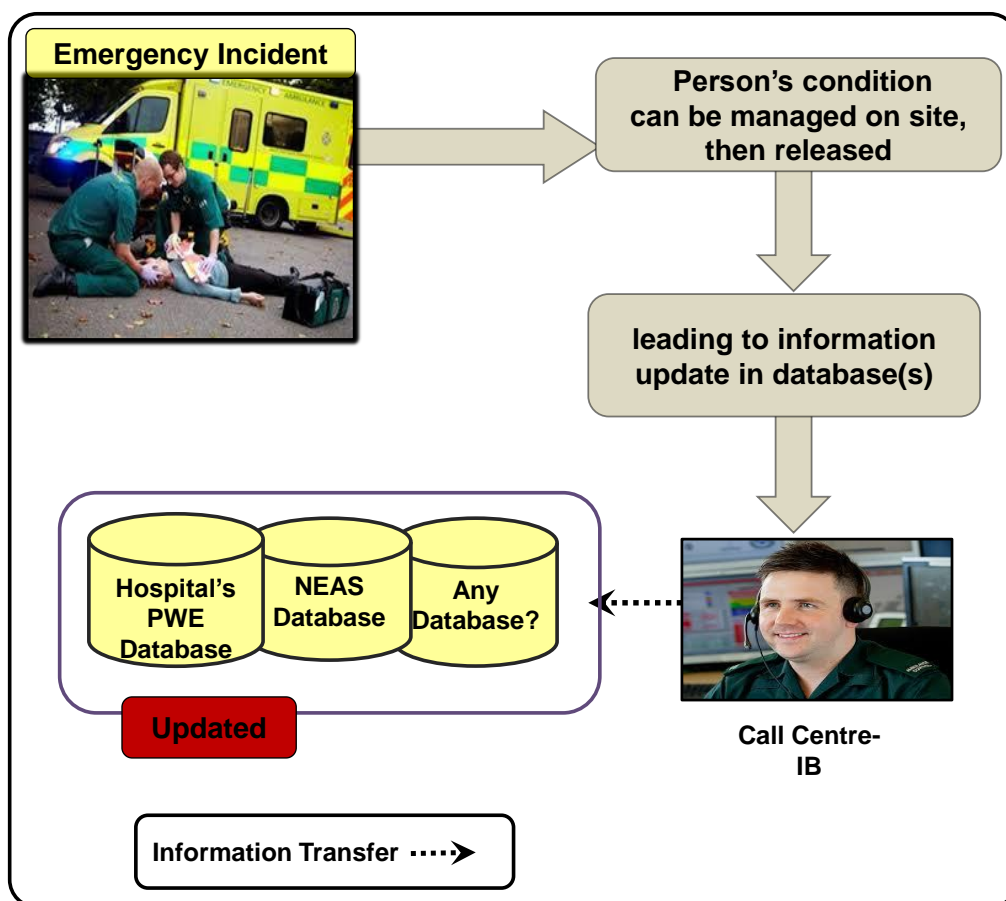 Emergency Incident
Person's condition
can be managed on site,
then released
leading to information
update in database(s)
Hospital's
PWE
Database
NEAS
Database
Any
Database?
Updated
Call Centre-
IB
Information Transfer